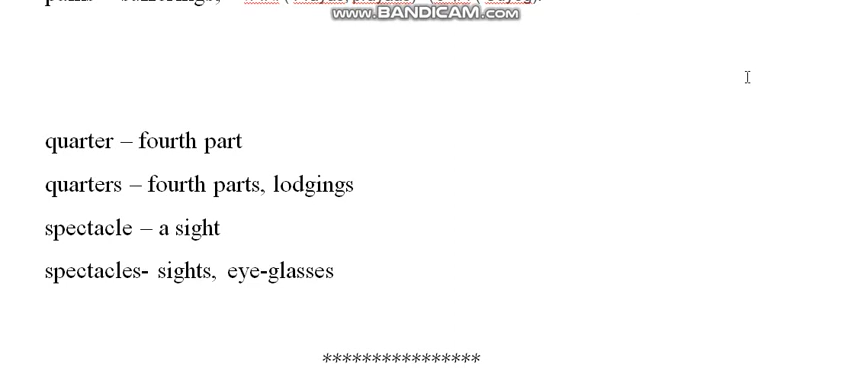 www.BANDICAM.com
quarter – fourth part
quarters – fourth parts, lodgings
spectacle – a sight
spectacles- sights, eye-glasses
****************